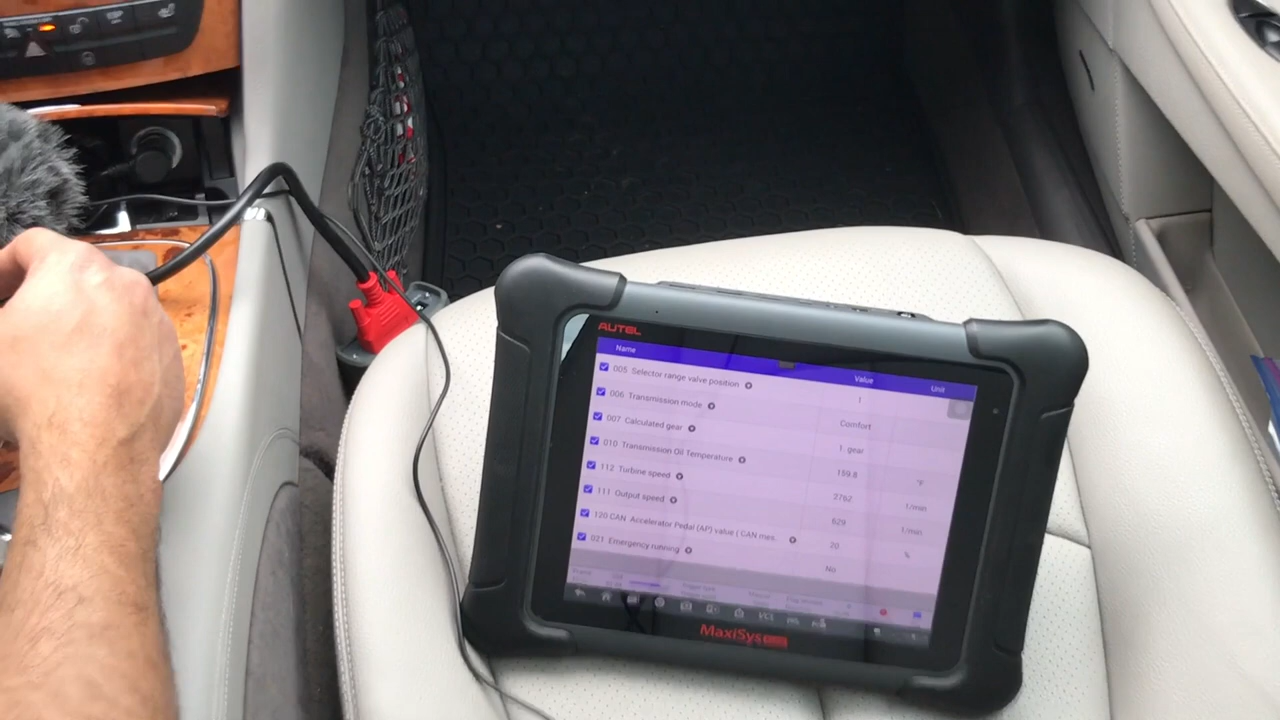 AUTEL
Name Value Unit
005 Selector range valve position 1
006 Transmission mode Comfort
007 Calculated gear 1. gear
010 Transmission Oil Temperature 159.8 °F
112 Turbine speed 2762 1/min
111 Output speed 629 1/min
120 CAN Accelerator Pedal (AP) value ( CAN mes. 20 %
021 Emergency running No
MaxiSys